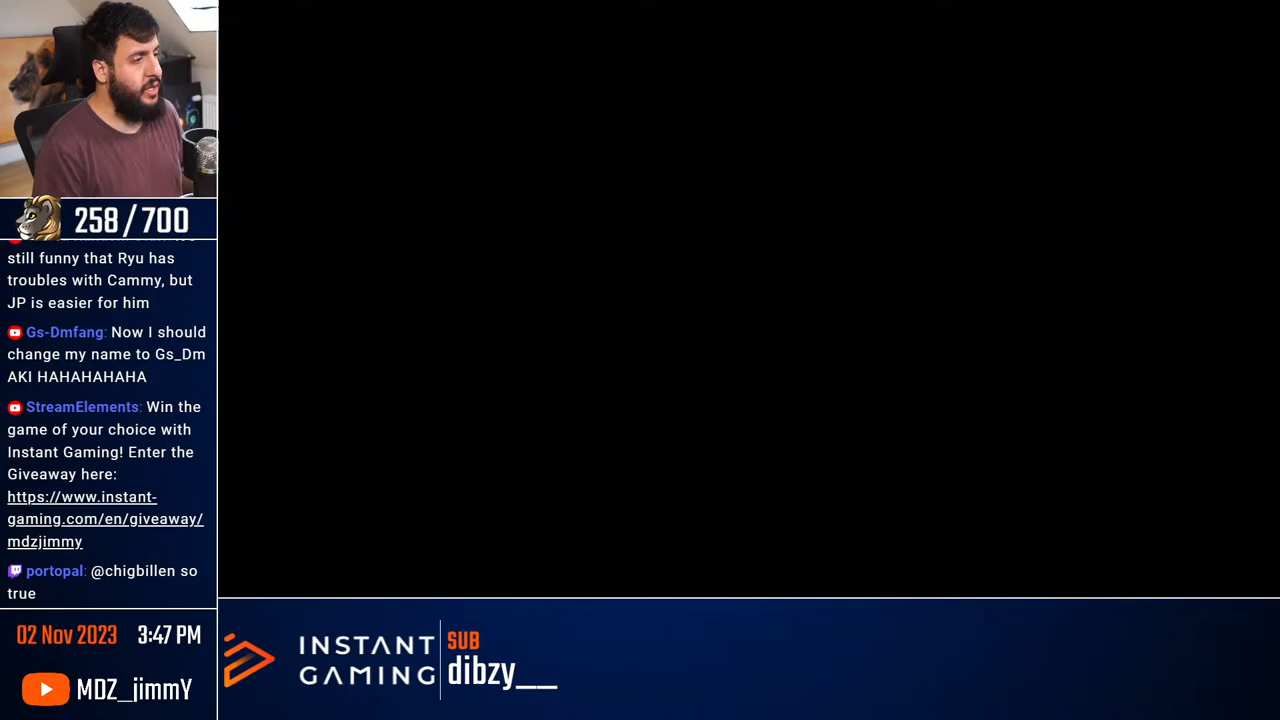 258 / 700
still funny that Ryu has
troubles with Cammy, but
JP is easier for him
Gs-Dmfang: Now I should
change my name to Gs_Dm
AKI HAHAHAHAHA
StreamElements: Win the
game of your choice with
Instant Gaming! Enter the
Giveaway here:
https://www.instant-
gaming.com/en/giveaway/
mdzjimmy
portopal: @chigbillen so
true
02 Nov 2023 3:47 PM
MDZ_jimmY
INSTANT
GAMING
SUB
dibzy__